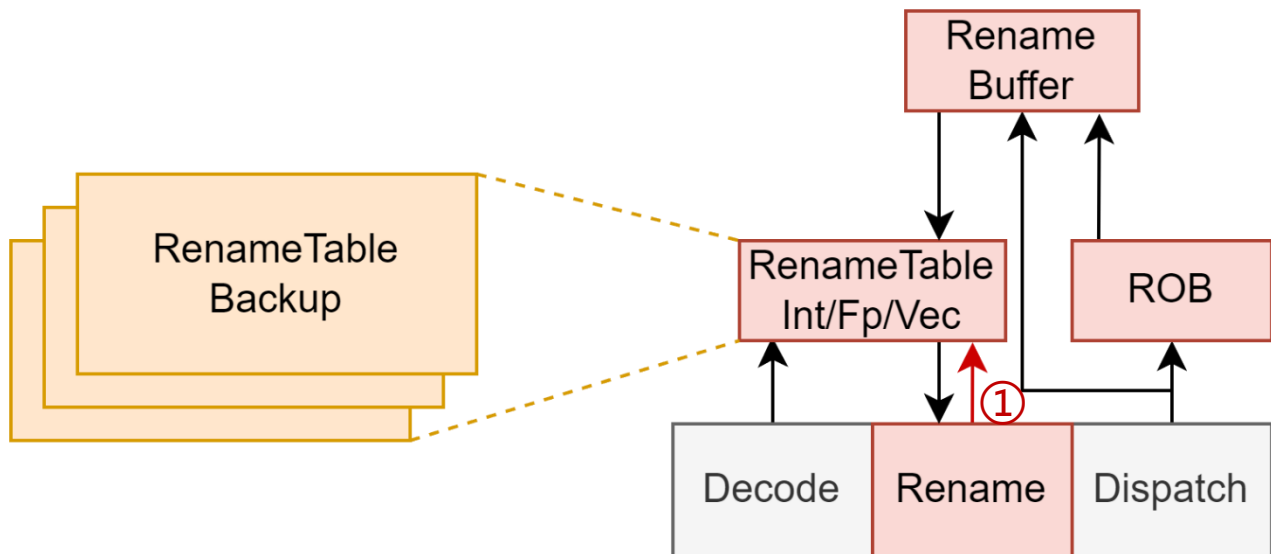 Rename
Buffer
RenameTable
Backup
RenameTable
Int/Fp/Vec
ROB
①
Decode
Rename
Dispatch